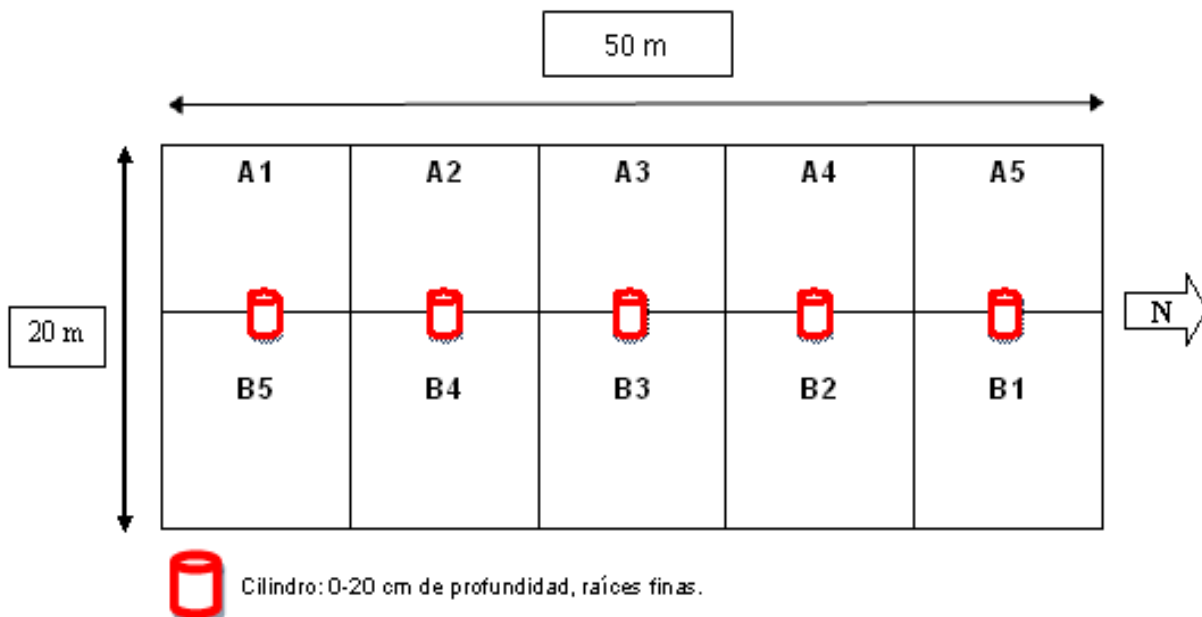 50 m
A1 A2 A3 A4 A5
20 m
N
B5 B4 B3 B2 B1
Cilindro: 0-20 cm de profundidad, raíces finas.